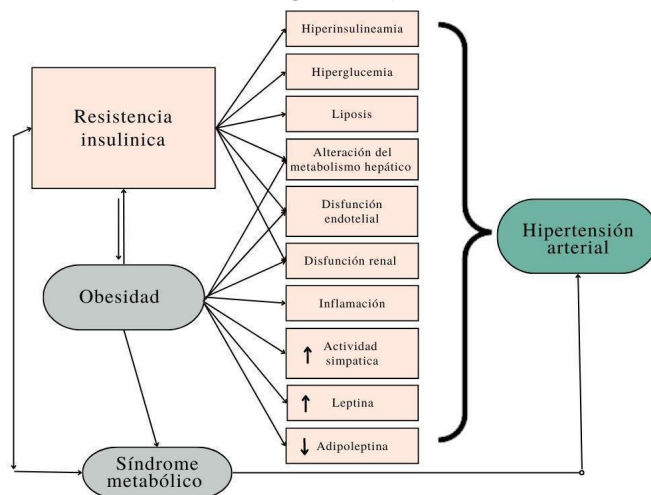 Hiperinsulineamia
Hiperglucemia
Resistencia
insulinica
Liposis
Alteración del
metabolismo hepático
Disfunción
endotelial
Hipertensión
arterial
Disfunción renal
Obesidad
Inflamación
Actividad
simpatica
Leptina
Adipoleptina
Síndrome
metabólico